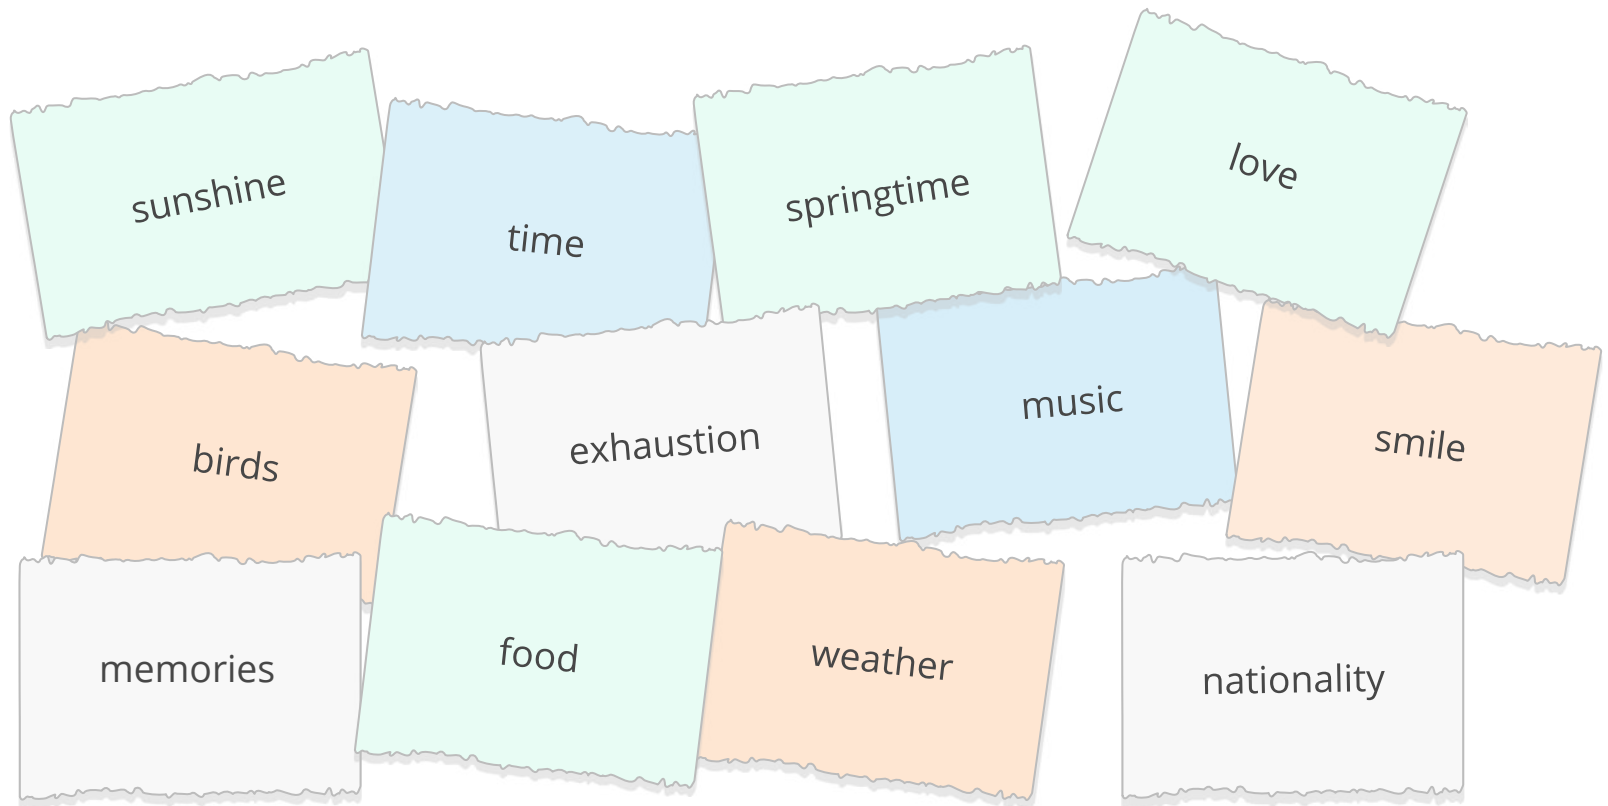 sunshine
time
springtime
love
birds
exhaustion
music
smile
memories
food
weather
nationality